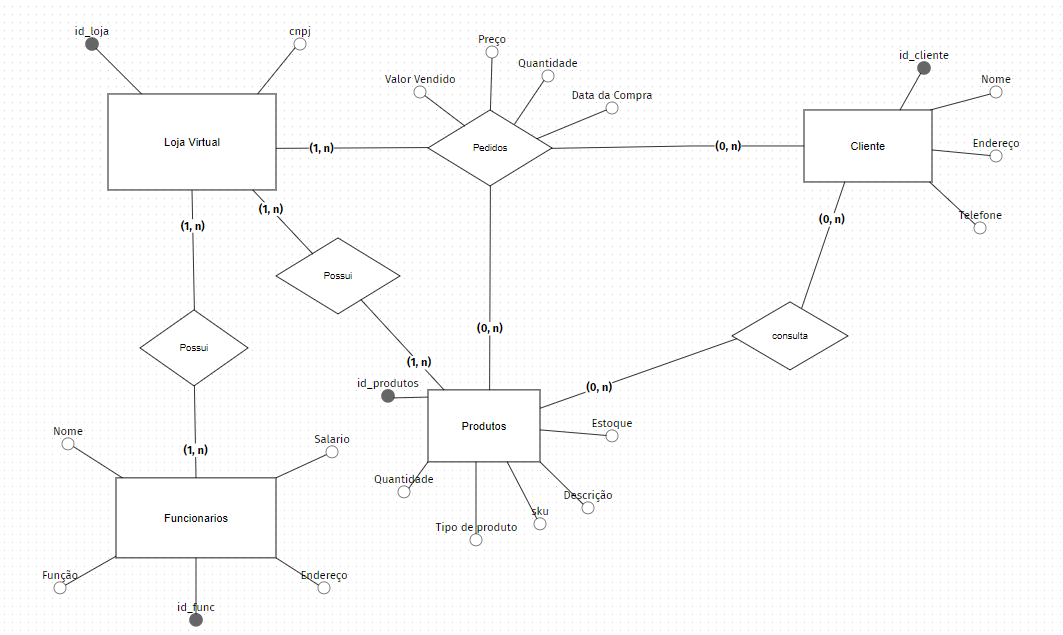 id_loja
cnpj
Preço
Quantidade
Valor Vendido
Data da Compra
id_cliente
Nome
Loja Virtual
(1, n)
Pedidos
(0, n)
Cliente
Endereço
Telefone
(1, n)
(1, n)
(0, n)
Possui
Possui
(0, n)
consulta
(1, n)
id_produtos
(0, n)
Produtos
Estoque
Nome
Salario
(1, n)
Quantidade
Descrição
sku
Tipo de produto
Funcionarios
Função
Endereço
id_func